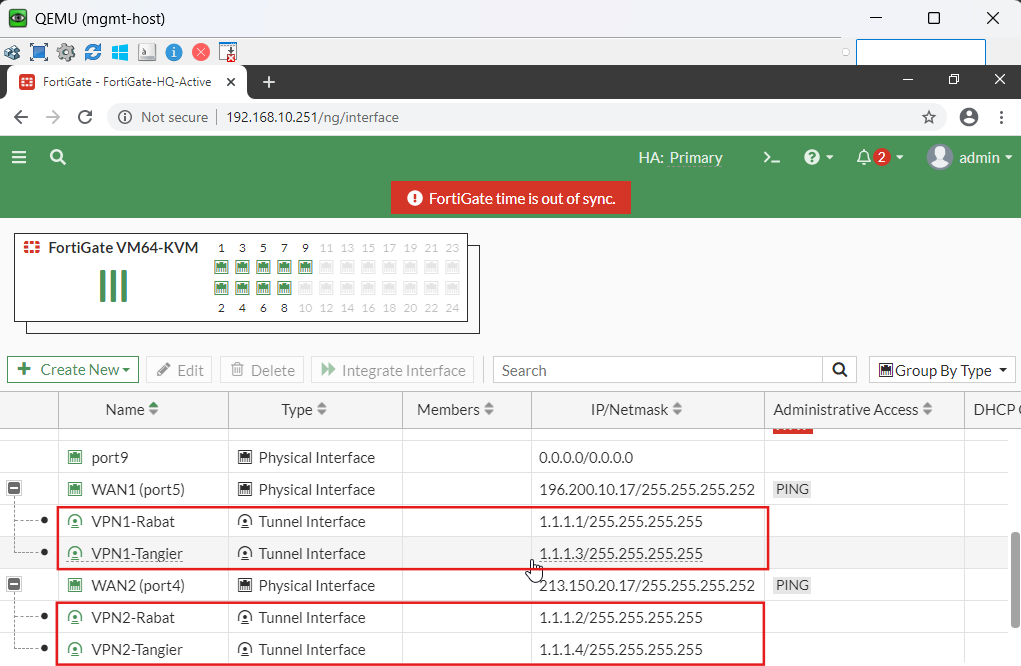 QEMU (mgmt-host)
FortiGate - FortiGate-HQ-Active
Not secure 192.168.10.251/ng/interface
HA: Primary >_ 2 admin
FortiGate time is out of sync.
FortiGate VM64-KVM
1 3 5 7 9 11 13 15 17 19 21 23
2 4 6 8 10 12 14 16 18 20 22 24
+ Create New Edit Delete Integrate Interface Search Group By Type
Name Type Members IP/Netmask Administrative Access DHCP
port9 Physical Interface 0.0.0.0/0.0.0.0
WAN1 (port5) Physical Interface 196.200.10.17/255.255.255.252 PING
VPN1-Rabat Tunnel Interface 1.1.1.1/255.255.255.255
VPN1-Tangier Tunnel Interface 1.1.1.3/255.255.255.255
WAN2 (port4) Physical Interface 213.150.20.17/255.255.255.252 PING
VPN2-Rabat Tunnel Interface 1.1.1.2/255.255.255.255
VPN2-Tangier Tunnel Interface 1.1.1.4/255.255.255.255